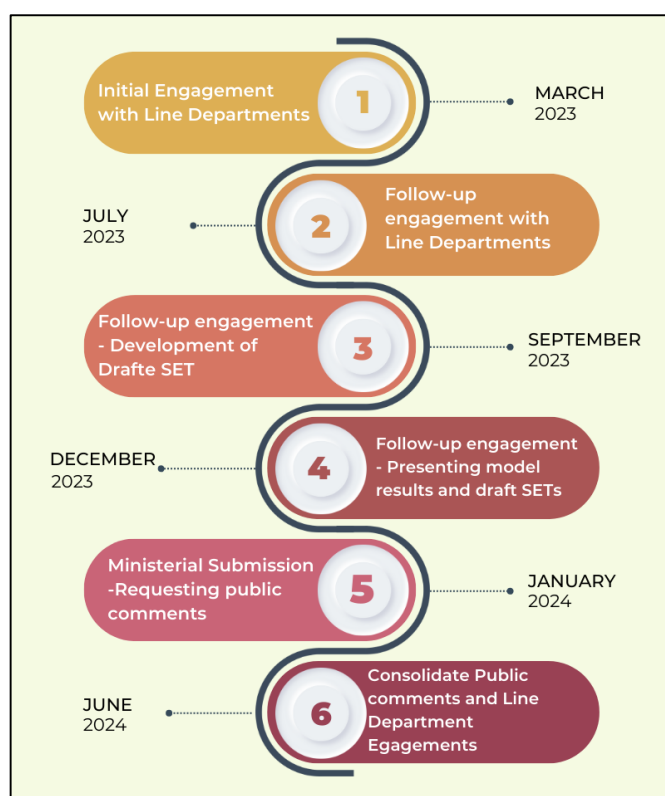 Initial Engagement
with Line Departments
1
MARCH
2023
JULY
2023
2
Follow-up
engagement with
Line Departments
Follow-up engagement
- Development of
Drafte SET
3
SEPTEMBER
2023
DECEMBER
2023
4
Follow-up engagement
- Presenting model
results and draft SETs
Ministerial Submission
-Requesting public
comments
5
JANUARY
2024
JUNE
2024
6
Consolidate Public
comments and Line
Department
Egagements